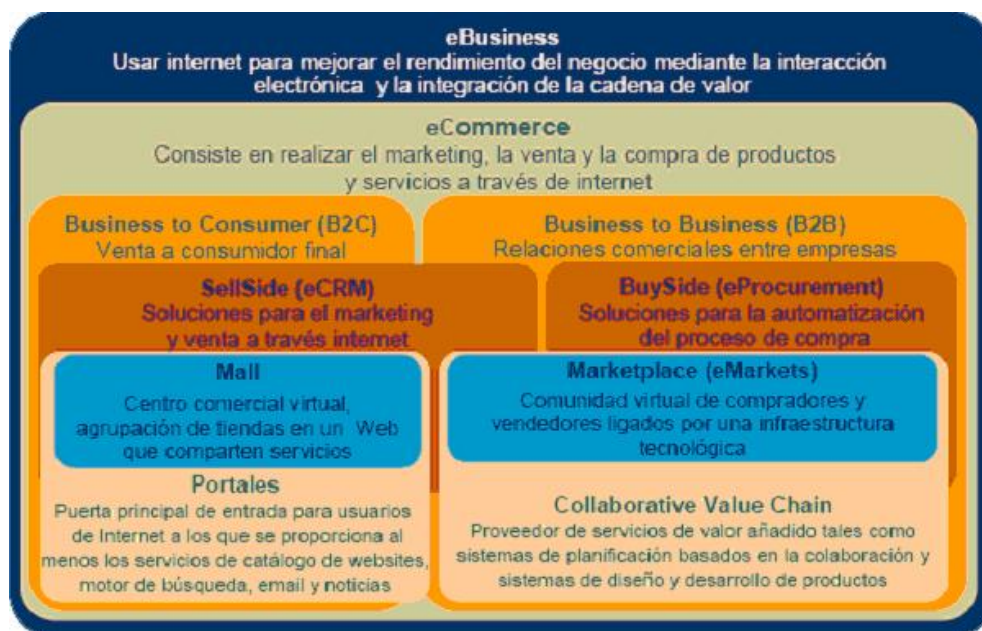 eBusiness
Usar internet para mejorar el rendimiento del negocio mediante la interacción
electrónica y la integración de la cadena de valor
eCommerce
Consiste en realizar el marketing, la venta y la compra de productos
y servicios a través de internet
Business to Consumer (B2C)
Venta a consumidor final
Business to Business (B2B)
Relaciones comerciales entre empresas
SellSide (eCRM)
Soluciones para el marketing
y venta a través internet
BuySide (eProcurement)
Soluciones para la automatización
del proceso de compra
Mall
Centro comercial virtual,
agrupación de tiendas en un Web
que comparten servicios
Marketplace (eMarkets)
Comunidad virtual de compradores y
vendedores ligados por una infraestructura
tecnológica
Portales
Puerta principal de entrada para usuarios
de Internet a los que se proporciona al
menos los servicios de catálogo de websites,
motor de búsqueda, email y noticias
Collaborative Value Chain
Proveedor de servicios de valor añadido tales como
sistemas de planificación basados en la colaboración y
sistemas de diseño y desarrollo de productos